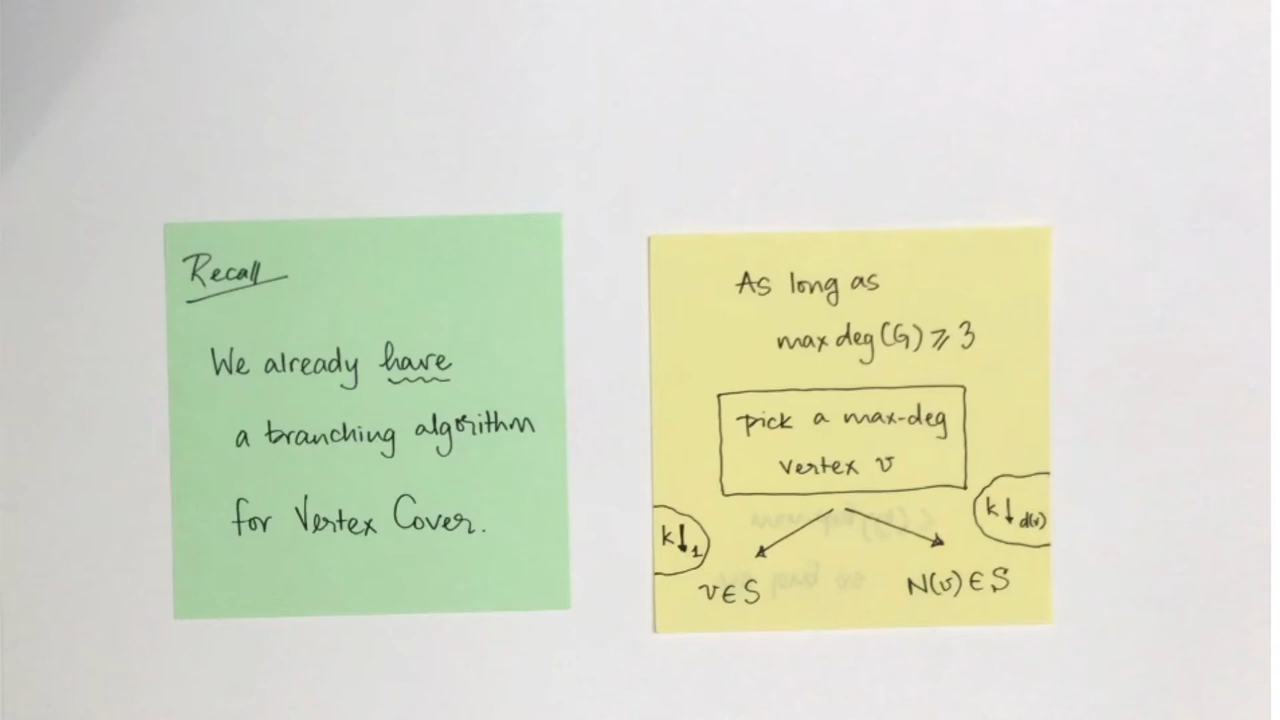 Recall
We already have
a branching algorithm
for Vertex Cover.
As long as
max deg(G) ⩾ 3
pick a max-deg
vertex v
k↓1
k↓d(v)
v∈S
N(v)∈S